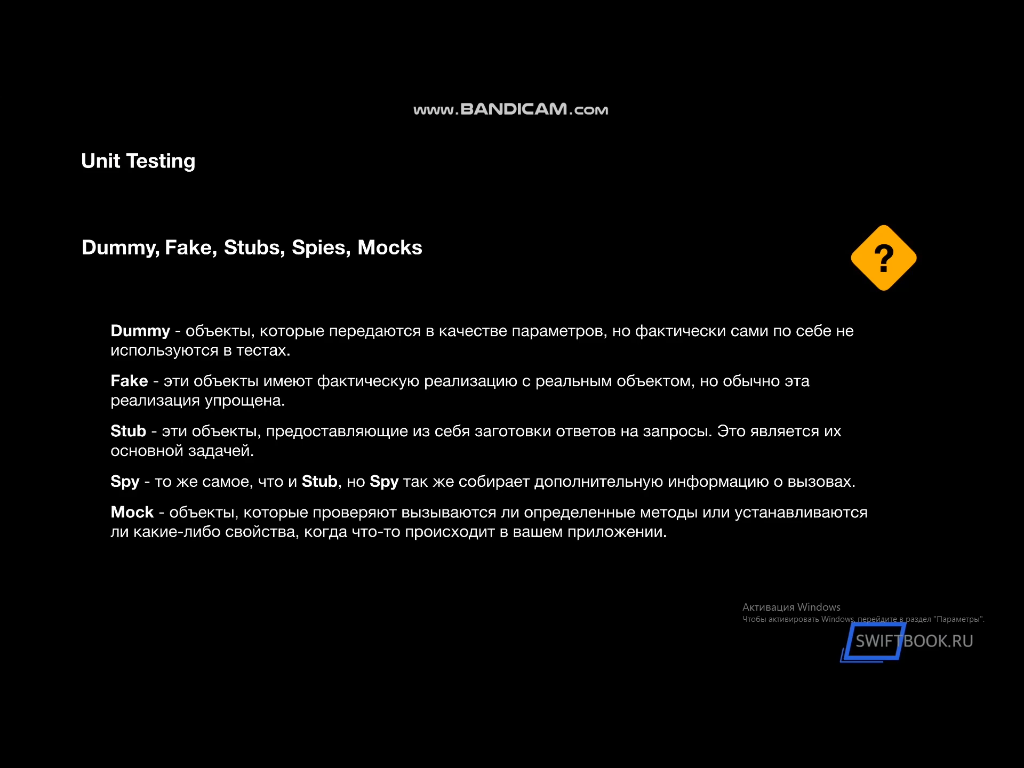 www.BANDICAM.com
Unit Testing
Dummy, Fake, Stubs, Spies, Mocks
?
Dummy - объекты, которые передаются в качестве параметров, но фактически сами по себе не
используются в тестах.
Fake - эти объекты имеют фактическую реализацию с реальным объектом, но обычно эта
реализация упрощена.
Stub - эти объекты, предоставляющие из себя заготовки ответов на запросы. Это является их
основной задачей.
Spy - то же самое, что и Stub, но Spy так же собирает дополнительную информацию о вызовах.
Mock - объекты, которые проверяют вызываются ли определенные методы или устанавливаются
ли какие-либо свойства, когда что-то происходит в вашем приложении.
Активация Windows
Чтобы активировать Windows, перейдите в раздел "Параметры".
SWIFTBOOK.RU